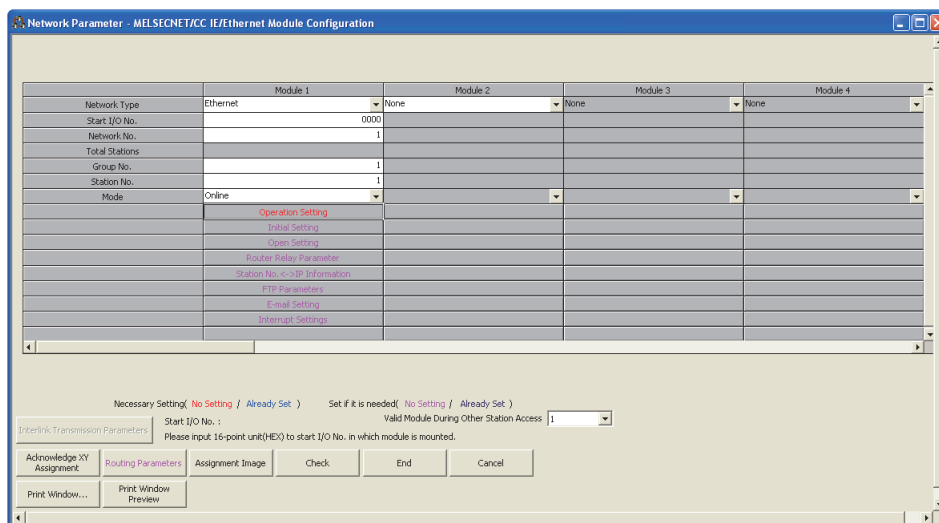 Network Parameter - MELSECNET/CC IE/Ethernet Module Configuration
Module 1 Module 2 Module 3 Module 4
Network Type Ethernet None None None
Start I/O No. 0000
Network No. 1
Total Stations
Group No. 1
Station No. 1
Mode Online
Operation Setting
Initial Setting
Open Setting
Router Relay Parameter
Station No. <->IP Information
FTP Parameters
E-mail Setting
Interrupt Settings
Necessary Setting( No Setting / Already Set ) Set if it is needed( No Setting / Already Set )
Interlink Transmission Parameters Start I/O No. : Valid Module During Other Station Access 1
Please input 16-point unit(HEX) to start I/O No. in which module is mounted.
Acknowledge XY Assignment Routing Parameters Assignment Image Check End Cancel
Print Window... Print Window Preview